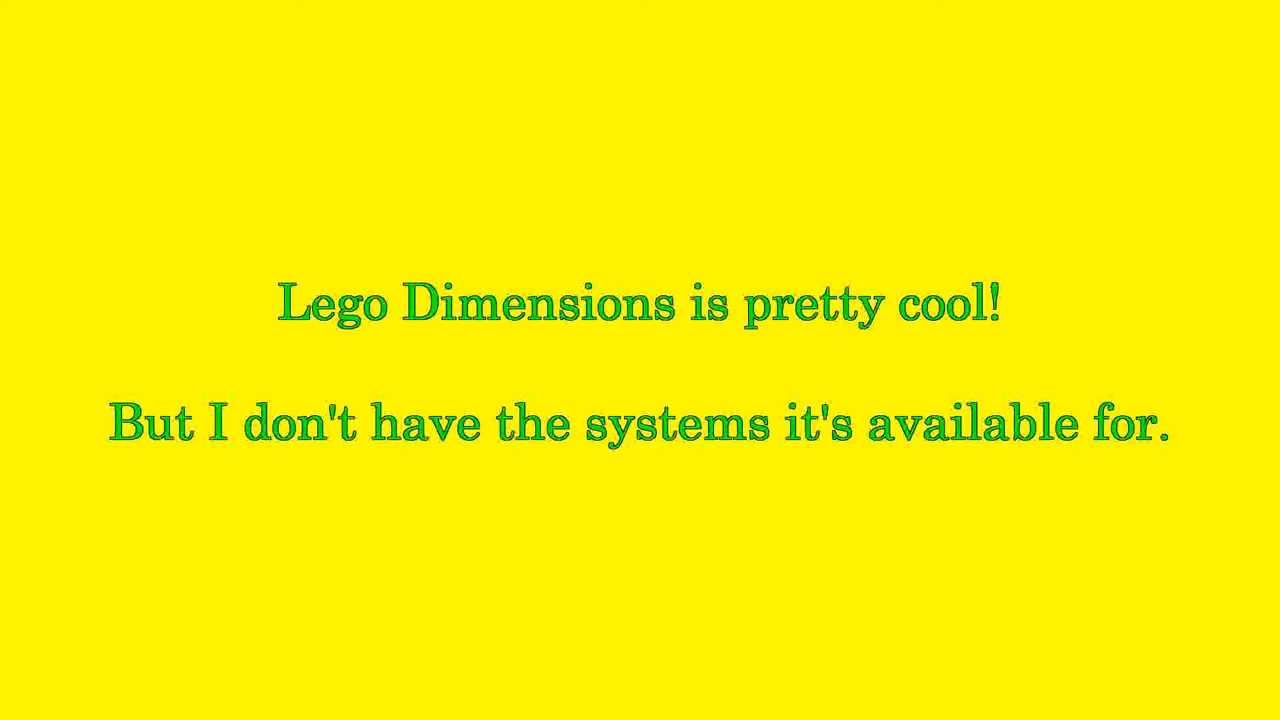 Lego Dimensions is pretty cool!
But I don't have the systems it's available for.